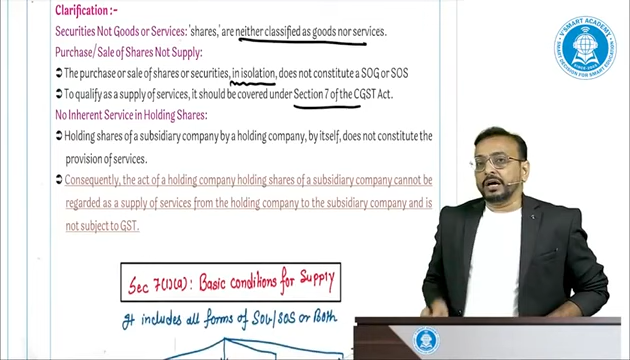 Clarification :-
Securities Not Goods or Services: 'shares,' are neither classified as goods nor services.
Purchase/Sale of Shares Not Supply:
➲ The purchase or sale of shares or securities, in isolation, does not constitute a SOG or SOS
➲ To qualify as a supply of services, it should be covered under Section 7 of the CGST Act.
No Inherent Service in Holding Shares:
➲ Holding shares of a subsidiary company by a holding company, by itself, does not constitute the
provision of services.
➲ Consequently, the act of a holding company holding shares of a subsidiary company cannot be
regarded as a supply of services from the holding company to the subsidiary company and is
not subject to GST.
Sec 7(1)(a): Basic conditions for Supply
It includes all forms of SOG/SOS or Both
V'SMART ACADEMY